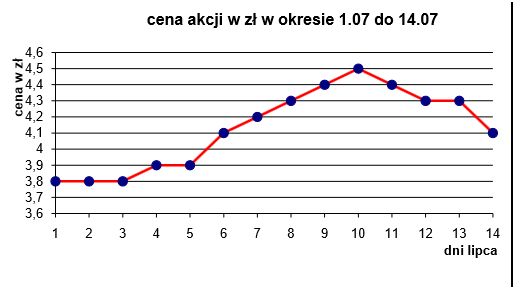 cena akcji w zł w okresie 1.07 do 14.07
cena w zł
4,6
4,5
4,4
4,3
4,2
4,1
4
3,9
3,8
3,7
3,6
1 2 3 4 5 6 7 8 9 10 11 12 13 14
dni lipca